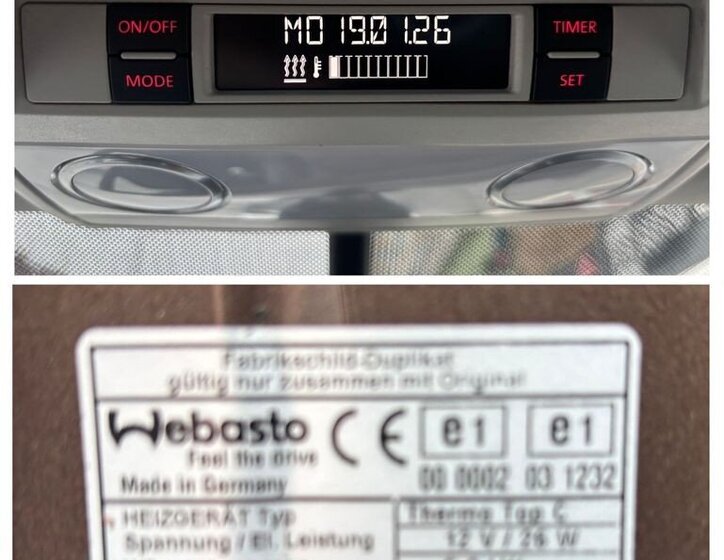 ON/OFF MO 19.01.26 TIMER
MODE SET
Fabrikschild-Duplikat
gültig nur zusammen mit Original
Webasto CE e1 e1
Feel the drive
Made in Germany 00 0002 03 1232
HEIZGERÄT Typ Thermo Top C
Spannung / El. Leistung 12 V / 26 W